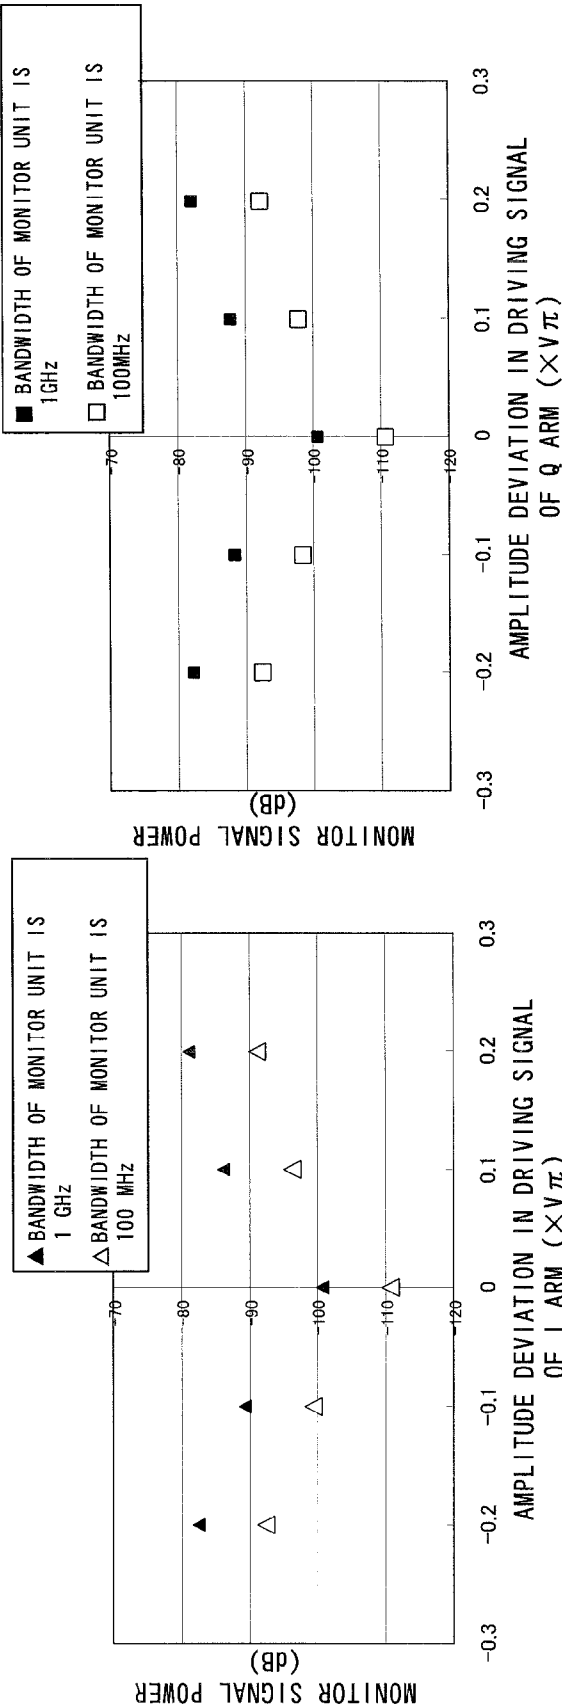 ▲ BANDWIDTH OF MONITOR UNIT IS
1 GHz
△ BANDWIDTH OF MONITOR UNIT IS
100 MHz
MONITOR SIGNAL POWER
(dB)
-70
-80
-90
-100
-110
-120
-0.3
-0.2
-0.1
0
0.1
0.2
0.3
AMPLITUDE DEVIATION IN DRIVING SIGNAL
OF I ARM (×Vπ)
■ BANDWIDTH OF MONITOR UNIT IS
1GHz
□ BANDWIDTH OF MONITOR UNIT IS
100MHz
MONITOR SIGNAL POWER
(dB)
-70
-80
-90
-100
-110
-120
-0.3
-0.2
-0.1
0
0.1
0.2
0.3
AMPLITUDE DEVIATION IN DRIVING SIGNAL
OF Q ARM (×Vπ)